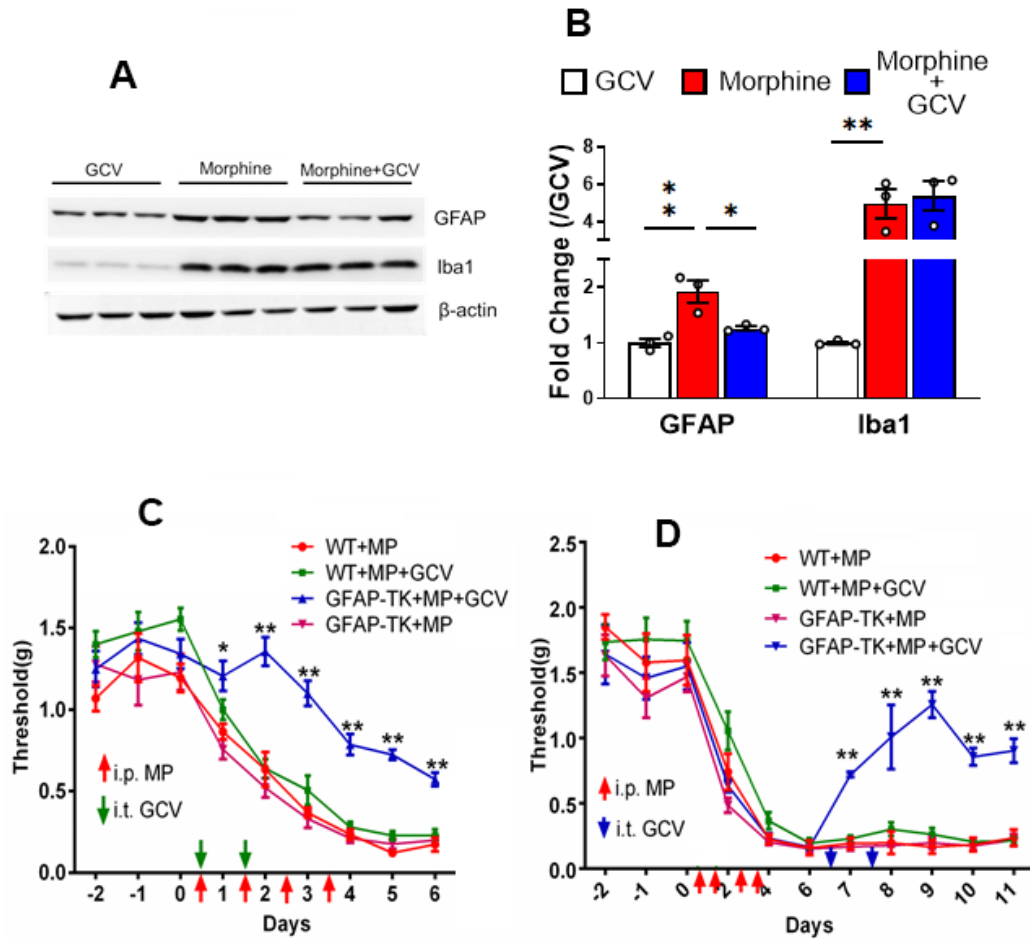 A
GCV Morphine Morphine+GCV
GFAP
Iba1
β-actin
B
GCV Morphine Morphine + GCV
Fold Change (/GCV)
8
6
4
2
1
0
** * **
GFAP Iba1
C
WT+MP
WT+MP+GCV
GFAP-TK+MP+GCV
GFAP-TK+MP
Threshold(g)
2.0
1.5
1.0
0.5
0.0
* ** ** ** ** **
i.p. MP
i.t. GCV
-2 -1 0 1 2 3 4 5 6
Days
D
WT+MP
WT+MP+GCV
GFAP-TK+MP
GFAP-TK+MP+GCV
Threshold(g)
2.5
2.0
1.5
1.0
0.5
0.0
** ** ** ** **
i.p. MP
i.t. GCV
-2 -1 0 2 4 6 7 8 9 10 11
Days